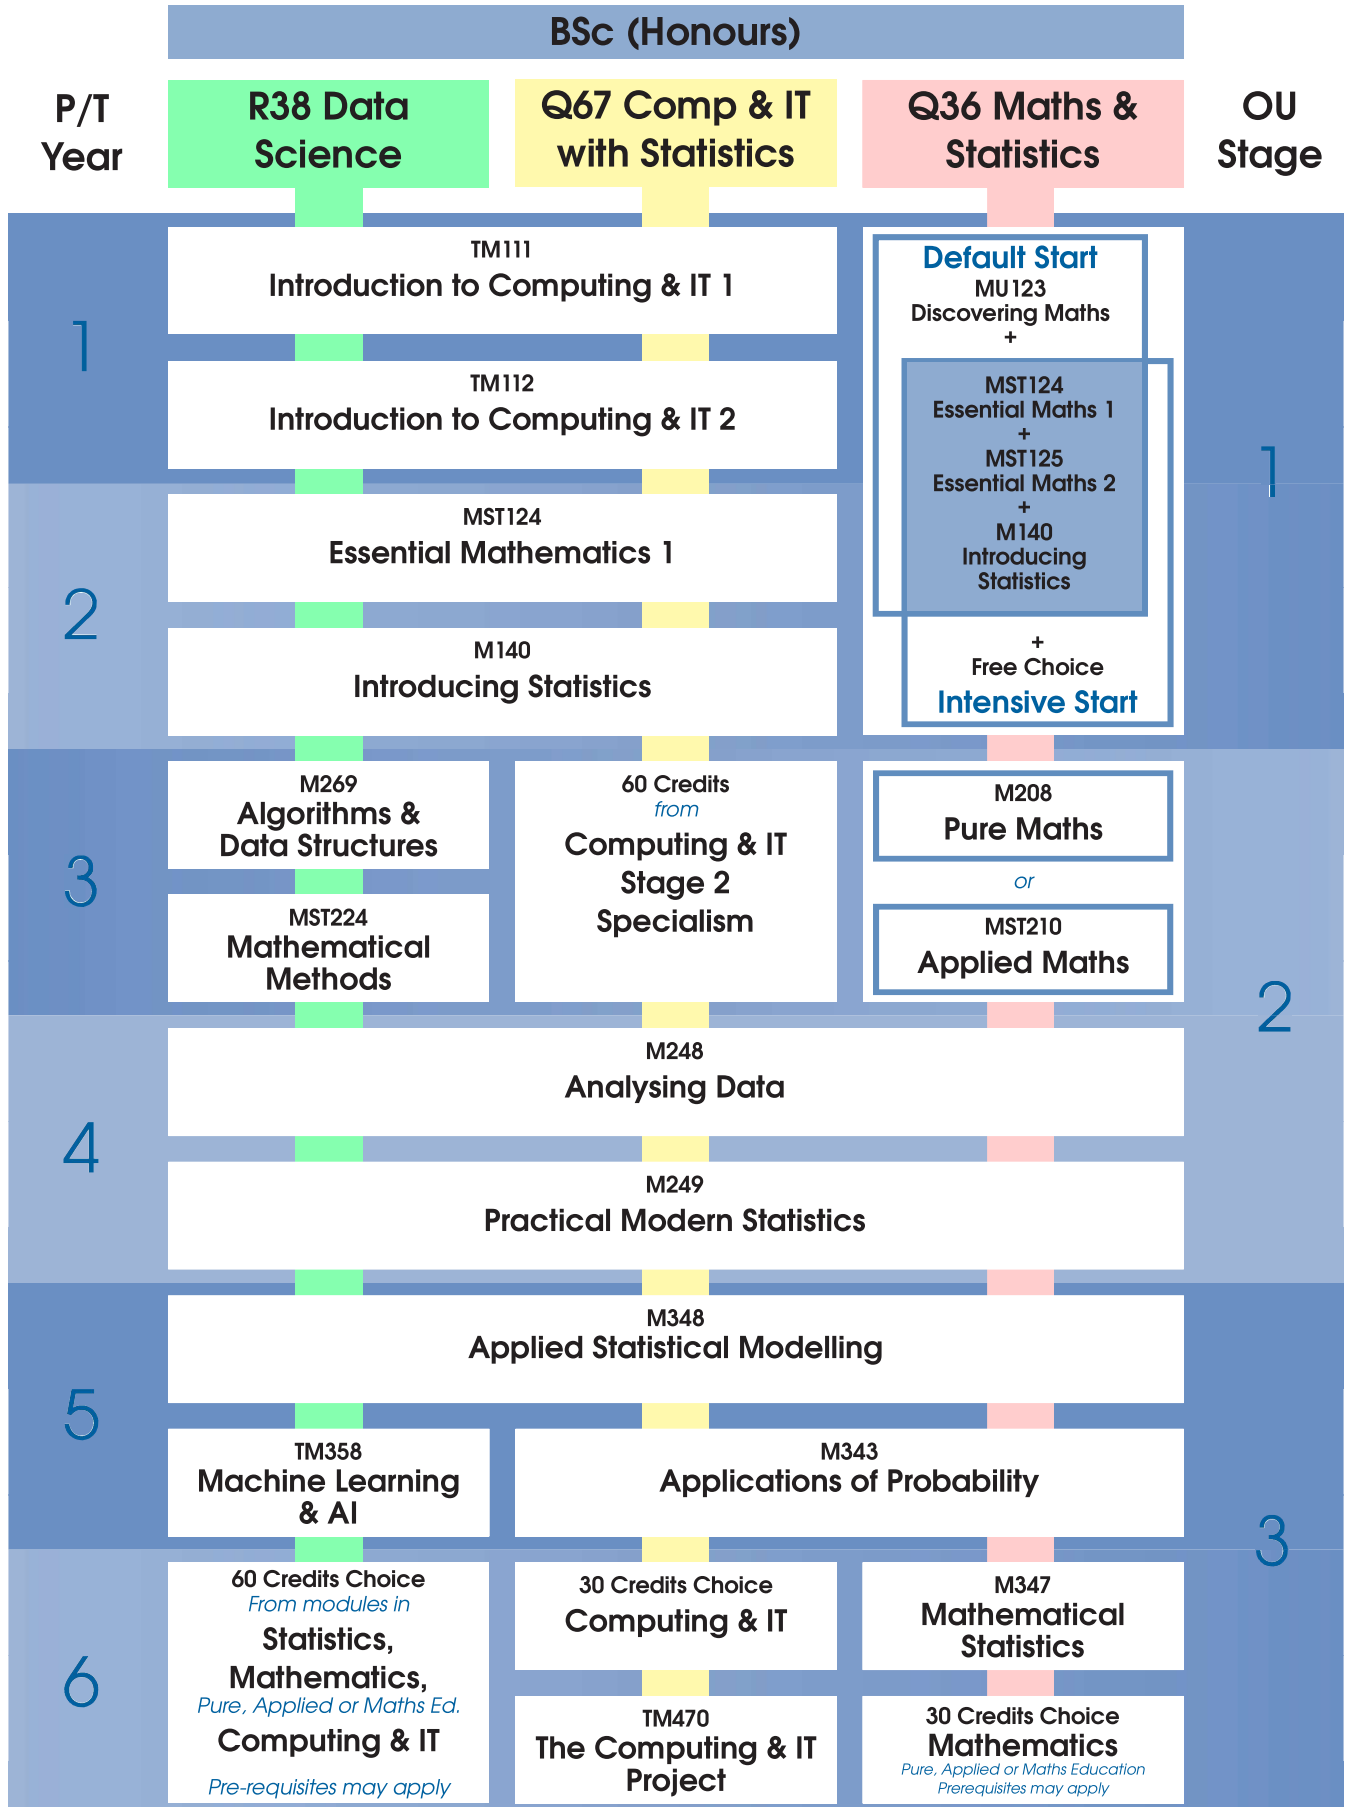 BSc (Honours)
P/T
Year
R38 Data
Science
Q67 Comp & IT
with Statistics
Q36 Maths &
Statistics
OU
Stage
1
TM111
Introduction to Computing & IT 1
TM112
Introduction to Computing & IT 2
Default Start
MU123
Discovering Maths
+
MST124
Essential Maths 1
+
MST125
Essential Maths 2
+
M140
Introducing
Statistics
+
Free Choice
Intensive Start
1
2
MST124
Essential Mathematics 1
M140
Introducing Statistics
3
M269
Algorithms &
Data Structures
MST224
Mathematical
Methods
60 Credits
from
Computing & IT
Stage 2
Specialism
M208
Pure Maths
or
MST210
Applied Maths
2
4
M248
Analysing Data
M249
Practical Modern Statistics
5
M348
Applied Statistical Modelling
TM358
Machine Learning
& AI
M343
Applications of Probability
3
6
60 Credits Choice
From modules in
Statistics,
Mathematics,
Pure, Applied or Maths Ed.
Computing & IT
Pre-requisites may apply
30 Credits Choice
Computing & IT
TM470
The Computing & IT
Project
M347
Mathematical
Statistics
30 Credits Choice
Mathematics
Pure, Applied or Maths Education
Prerequisites may apply